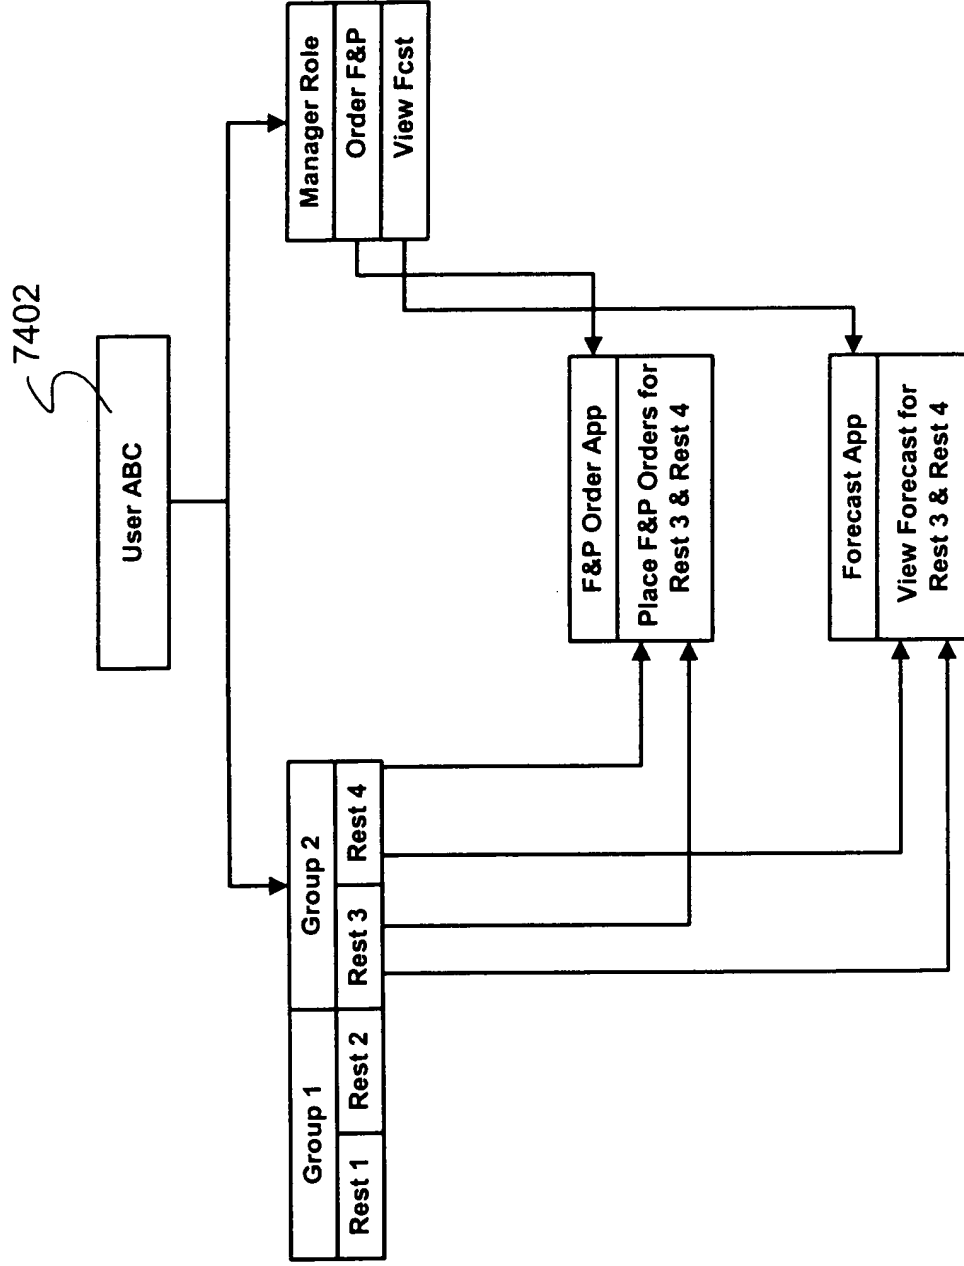 7402
User ABC
Group 1
Group 2
Rest 1
Rest 2
Rest 3
Rest 4
Manager Role
Order F&P
View Fcst
F&P Order App
Place F&P Orders for
Rest 3 & Rest 4
Forecast App
View Forecast for
Rest 3 & Rest 4